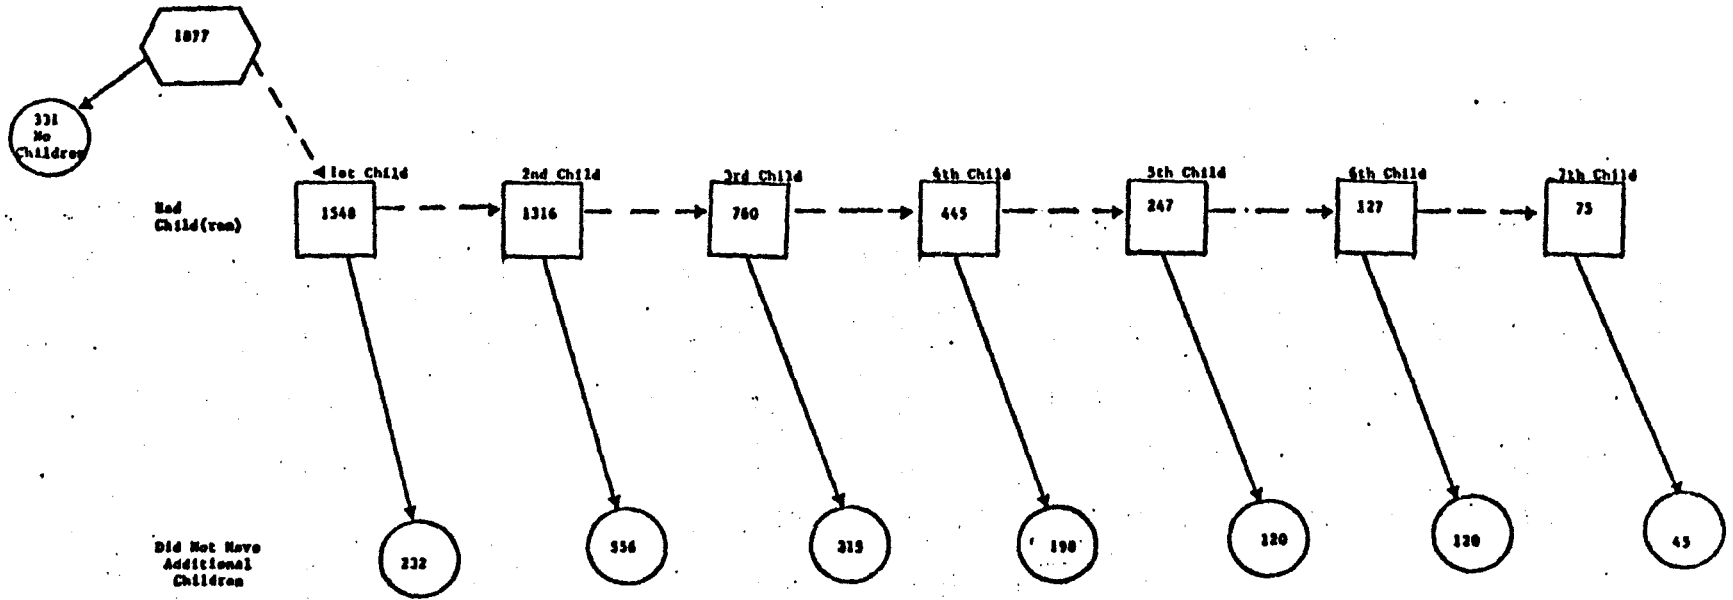 1877
331
No
Children
1st Child
2nd Child
3rd Child
4th Child
5th Child
6th Child
7th Child
Had
Child(ren)
1548
1316
760
445
247
127
75
Did Not Have
Additional
Children
232
556
315
198
120
120
45